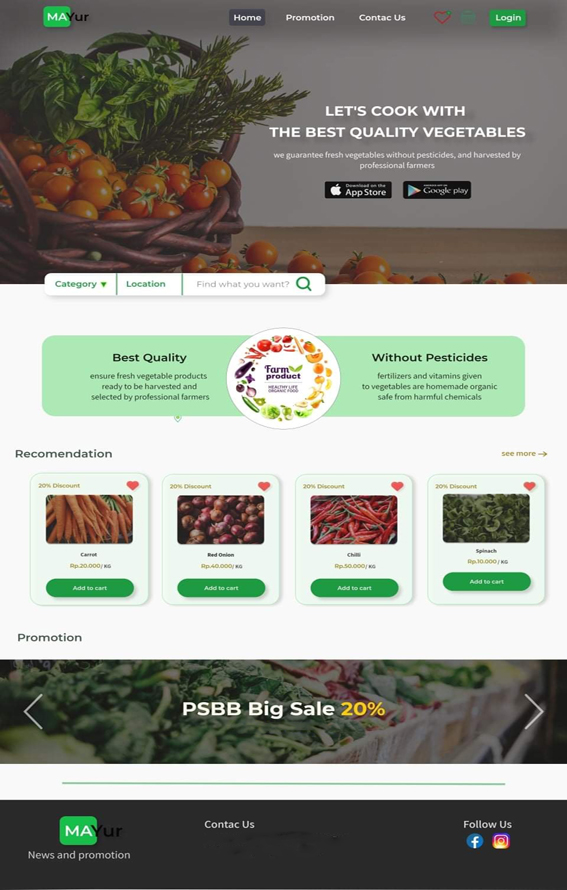 MAYur
Home Promotion Contac Us Login
LET'S COOK WITH
THE BEST QUALITY VEGETABLES
we guarantee fresh vegetables without pesticides, and harvested by
professional farmers
Download on the
App Store
ANDROID APP ON
Google play
Category ▼ Location Find what you want?
Best Quality
ensure fresh vegetable products
ready to be harvested and
selected by professional farmers
Farm
product
HEALTHY LIFE
ORGANIC FOOD
Without Pesticides
fertilizers and vitamins given
to vegetables are homemade organic
safe from harmful chemicals
Recomendation
see more →
20% Discount
Carrot
Rp.20.000/ KG
Add to cart
20% Discount
Red Onion
Rp.40.000/ KG
Add to cart
20% Discount
Chilli
Rp.50.000/ KG
Add to cart
20% Discount
Spinach
Rp.10.000/ KG
Add to cart
Promotion
PSBB Big Sale 20%
MAYur
News and promotion
Contac Us
Follow Us